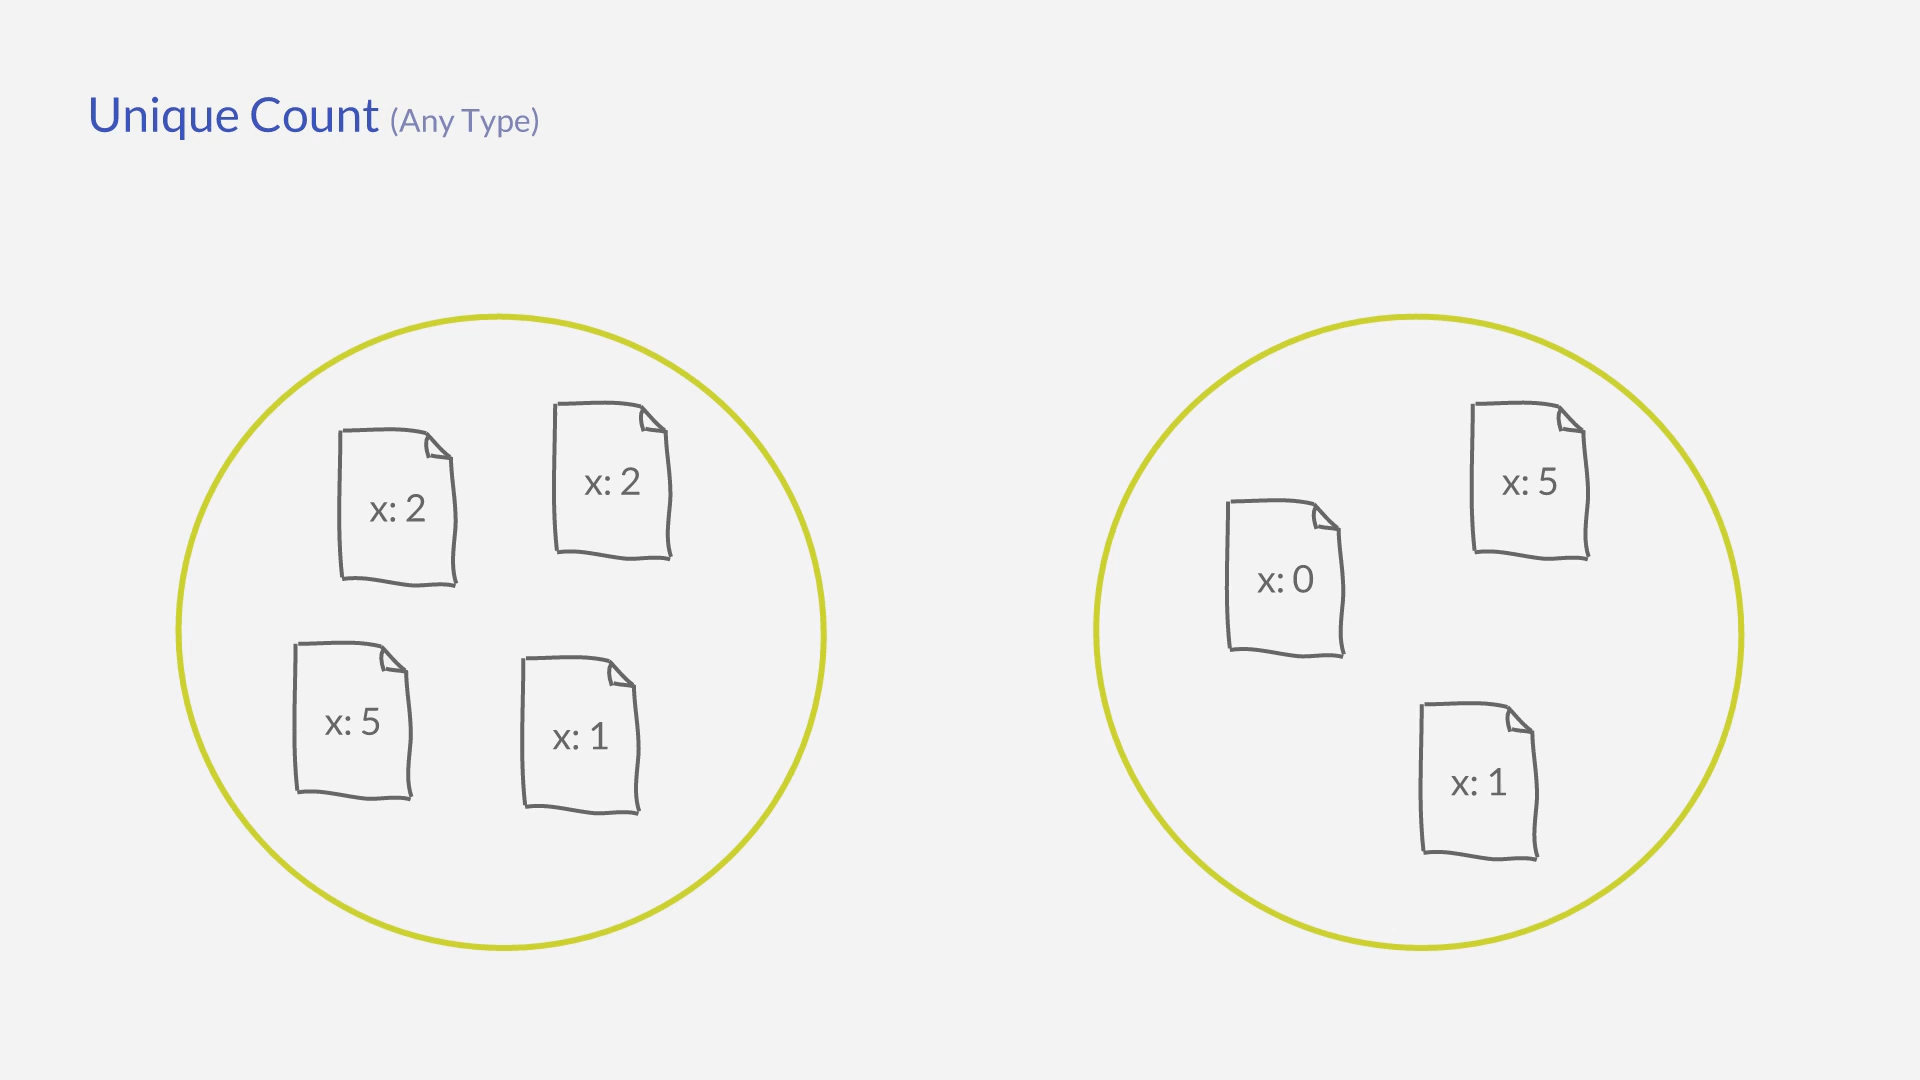 Unique Count (Any Type)
x: 2
x: 2
x: 5
x: 1
x: 5
x: 0
x: 1